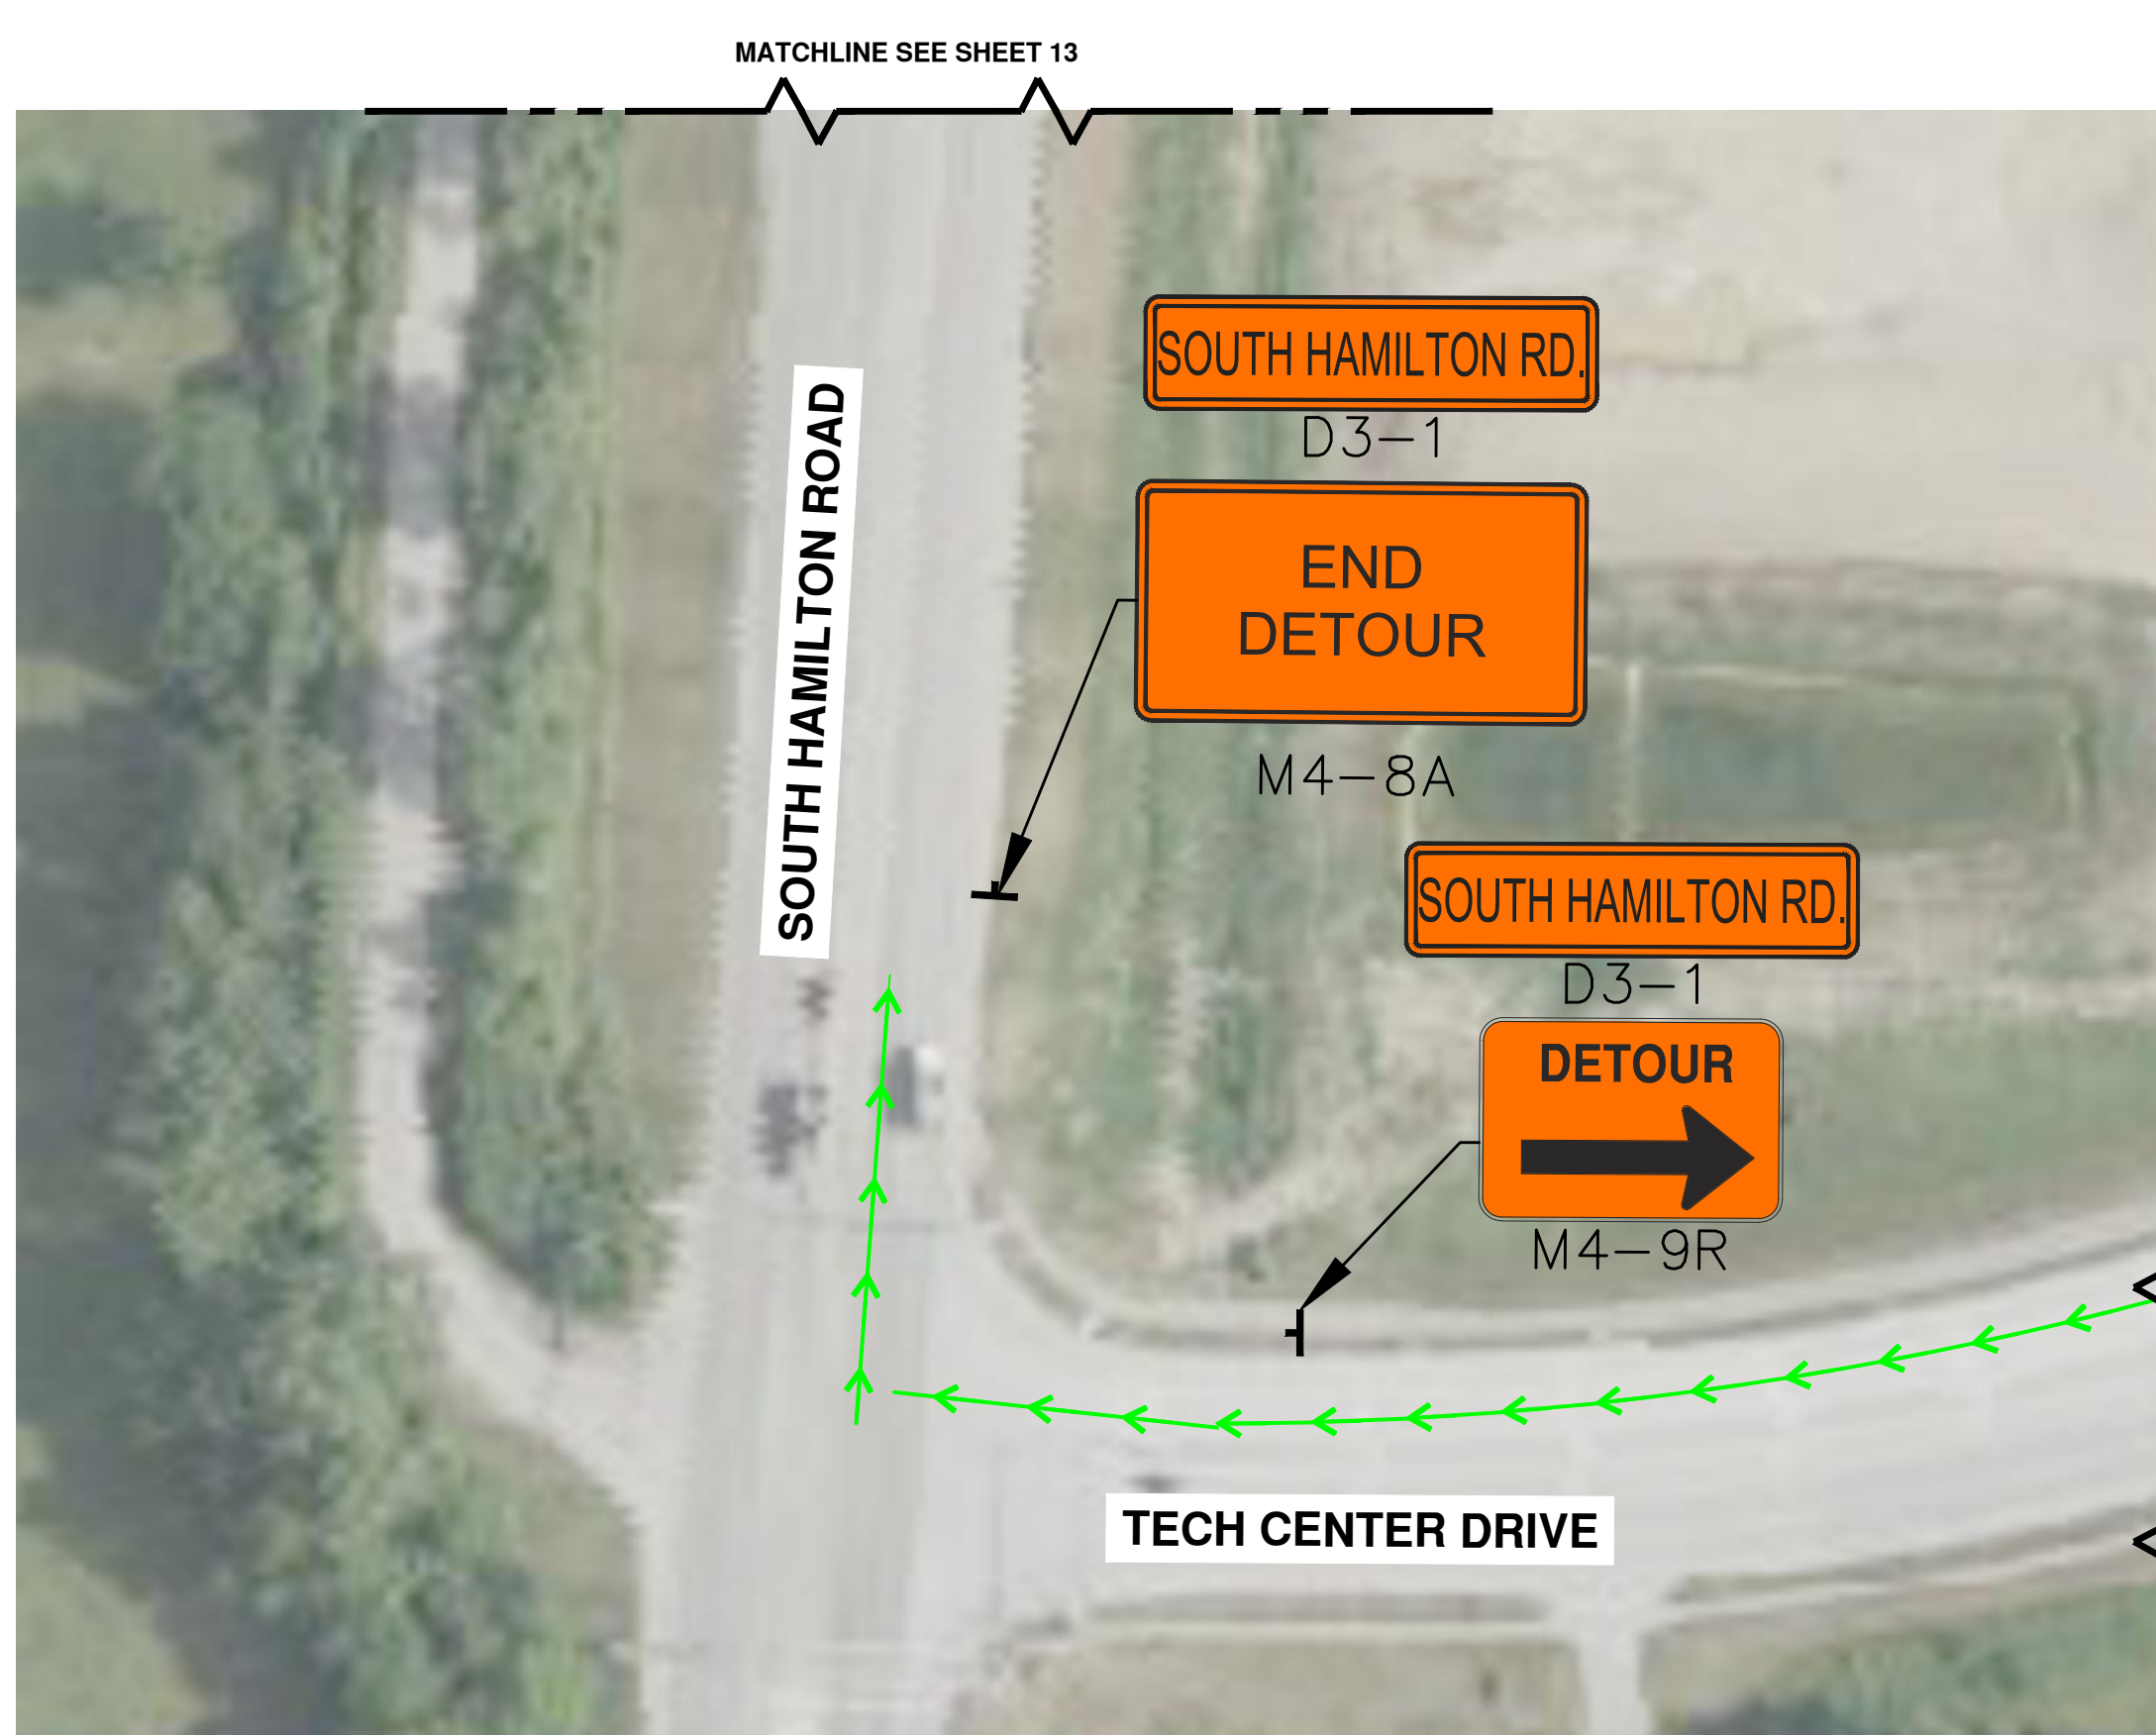 MATCHLINE SEE SHEET 13
SOUTH HAMILTON ROAD
SOUTH HAMILTON RD.
D3-1
END
DETOUR
M4-8A
SOUTH HAMILTON RD.
D3-1
DETOUR
M4-9R
TECH CENTER DRIVE